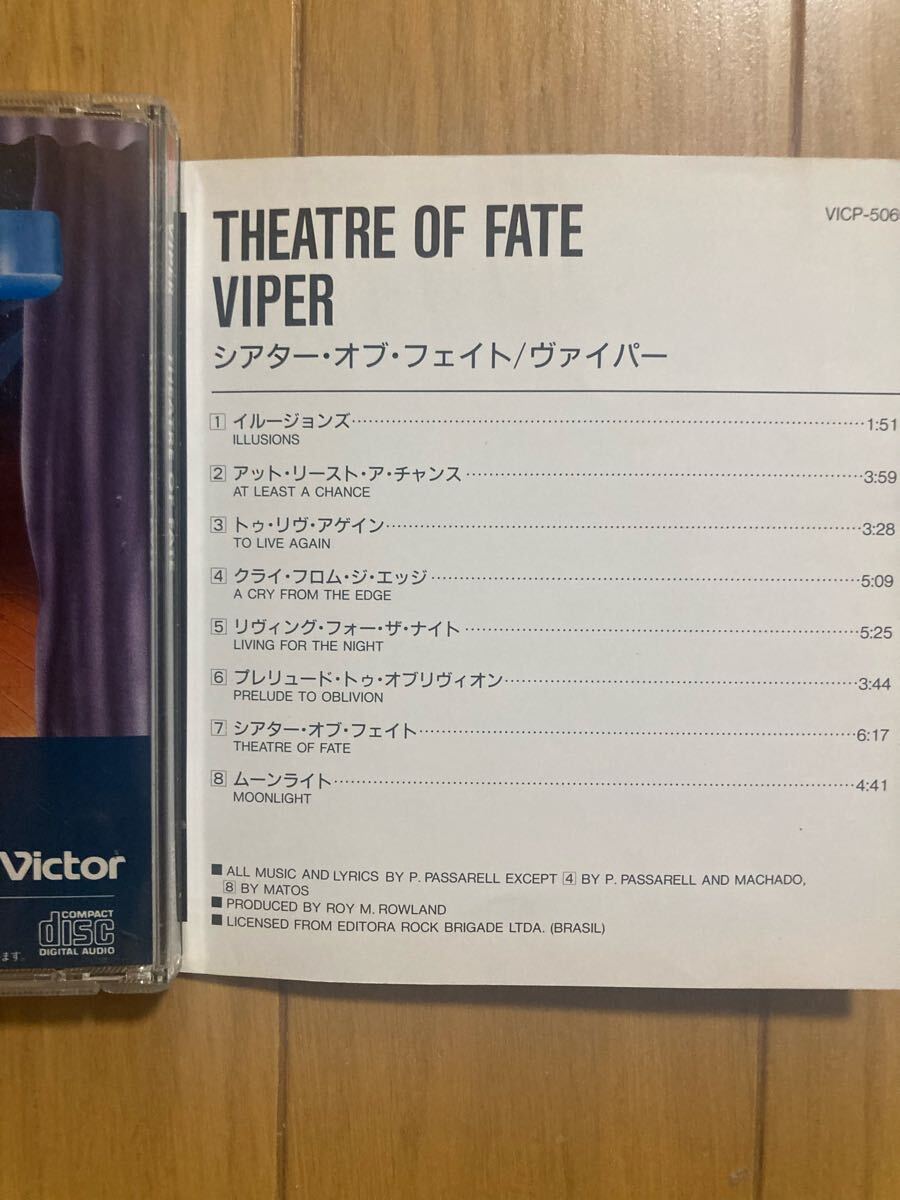 THEATRE OF FATE
VICP-506
VIPER
シアター・オブ・フェイト/ヴァイパー
1 イルージョンズ 1:51
ILLUSIONS
2 アット・リースト・ア・チャンス 3:59
AT LEAST A CHANCE
3 トゥ・リヴ・アゲイン 3:28
TO LIVE AGAIN
4 クライ・フロム・ジ・エッジ 5:09
A CRY FROM THE EDGE
5 リヴィング・フォー・ザ・ナイト 5:25
LIVING FOR THE NIGHT
6 プレリュード・トゥ・オブリヴィオン 3:44
PRELUDE TO OBLIVION
7 シアター・オブ・フェイト 6:17
THEATRE OF FATE
8 ムーンライト 4:41
MOONLIGHT
■ ALL MUSIC AND LYRICS BY P. PASSARELL EXCEPT 4 BY P. PASSARELL AND MACHADO,
8 BY MATOS
■ PRODUCED BY ROY M. ROWLAND
■ LICENSED FROM EDITORA ROCK BRIGADE LTDA. (BRASIL)
VIPER THEATRE OF FATE
Victor
COMPACT
disc
DIGITAL AUDIO
ます。